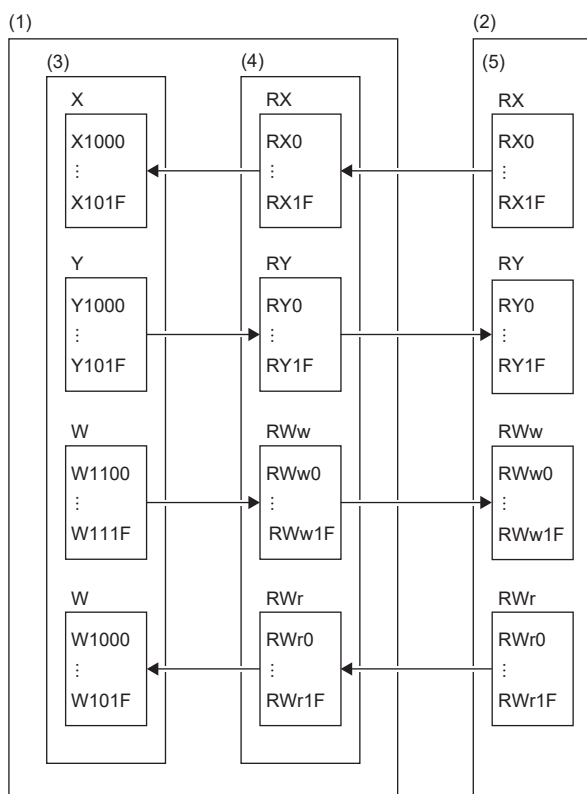 (1)
(2)
(3)
(4)
(5)
X
RX
RX
X1000
⋮
X101F
RX0
⋮
RX1F
RX0
⋮
RX1F
Y
RY
RY
Y1000
⋮
Y101F
RY0
⋮
RY1F
RY0
⋮
RY1F
W
RWw
RWw
W1100
⋮
W111F
RWw0
⋮
RWw1F
RWw0
⋮
RWw1F
W
RWr
RWr
W1000
⋮
W101F
RWr0
⋮
RWr1F
RWr0
⋮
RWr1F